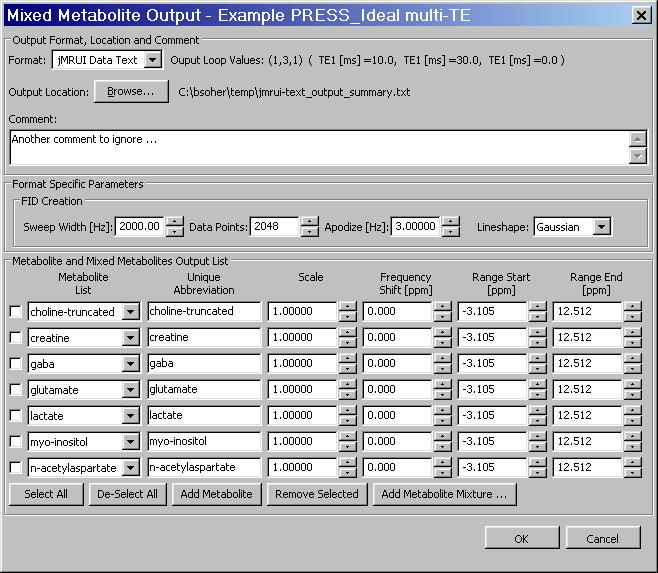 Mixed Metabolite Output - Example PRESS_Ideal multi-TE
Output Format, Location and Comment
Format: jMRUI Data Text Ouput Loop Values: (1,3,1) ( TE1 [ms] =10.0, TE1 [ms] =30.0, TE1 [ms] =0.0 )
Output Location: Browse... C:\bsoher\temp\jmrui-text_output_summary.txt
Comment:
Another comment to ignore ...
Format Specific Parameters
FID Creation
Sweep Width [Hz]: 2000.00 Data Points: 2048 Apodize [Hz]: 3.00000 Lineshape: Gaussian
Metabolite and Mixed Metabolites Output List
Metabolite Unique Scale Frequency Range Start Range End
List Abbreviation Shift [ppm] [ppm] [ppm]
choline-truncated choline-truncated 1.00000 0.000 -3.105 12.512
creatine creatine 1.00000 0.000 -3.105 12.512
gaba gaba 1.00000 0.000 -3.105 12.512
glutamate glutamate 1.00000 0.000 -3.105 12.512
lactate lactate 1.00000 0.000 -3.105 12.512
myo-inositol myo-inositol 1.00000 0.000 -3.105 12.512
n-acetylaspartate n-acetylaspartate 1.00000 0.000 -3.105 12.512
Select All De-Select All Add Metabolite Remove Selected Add Metabolite Mixture ...
OK Cancel